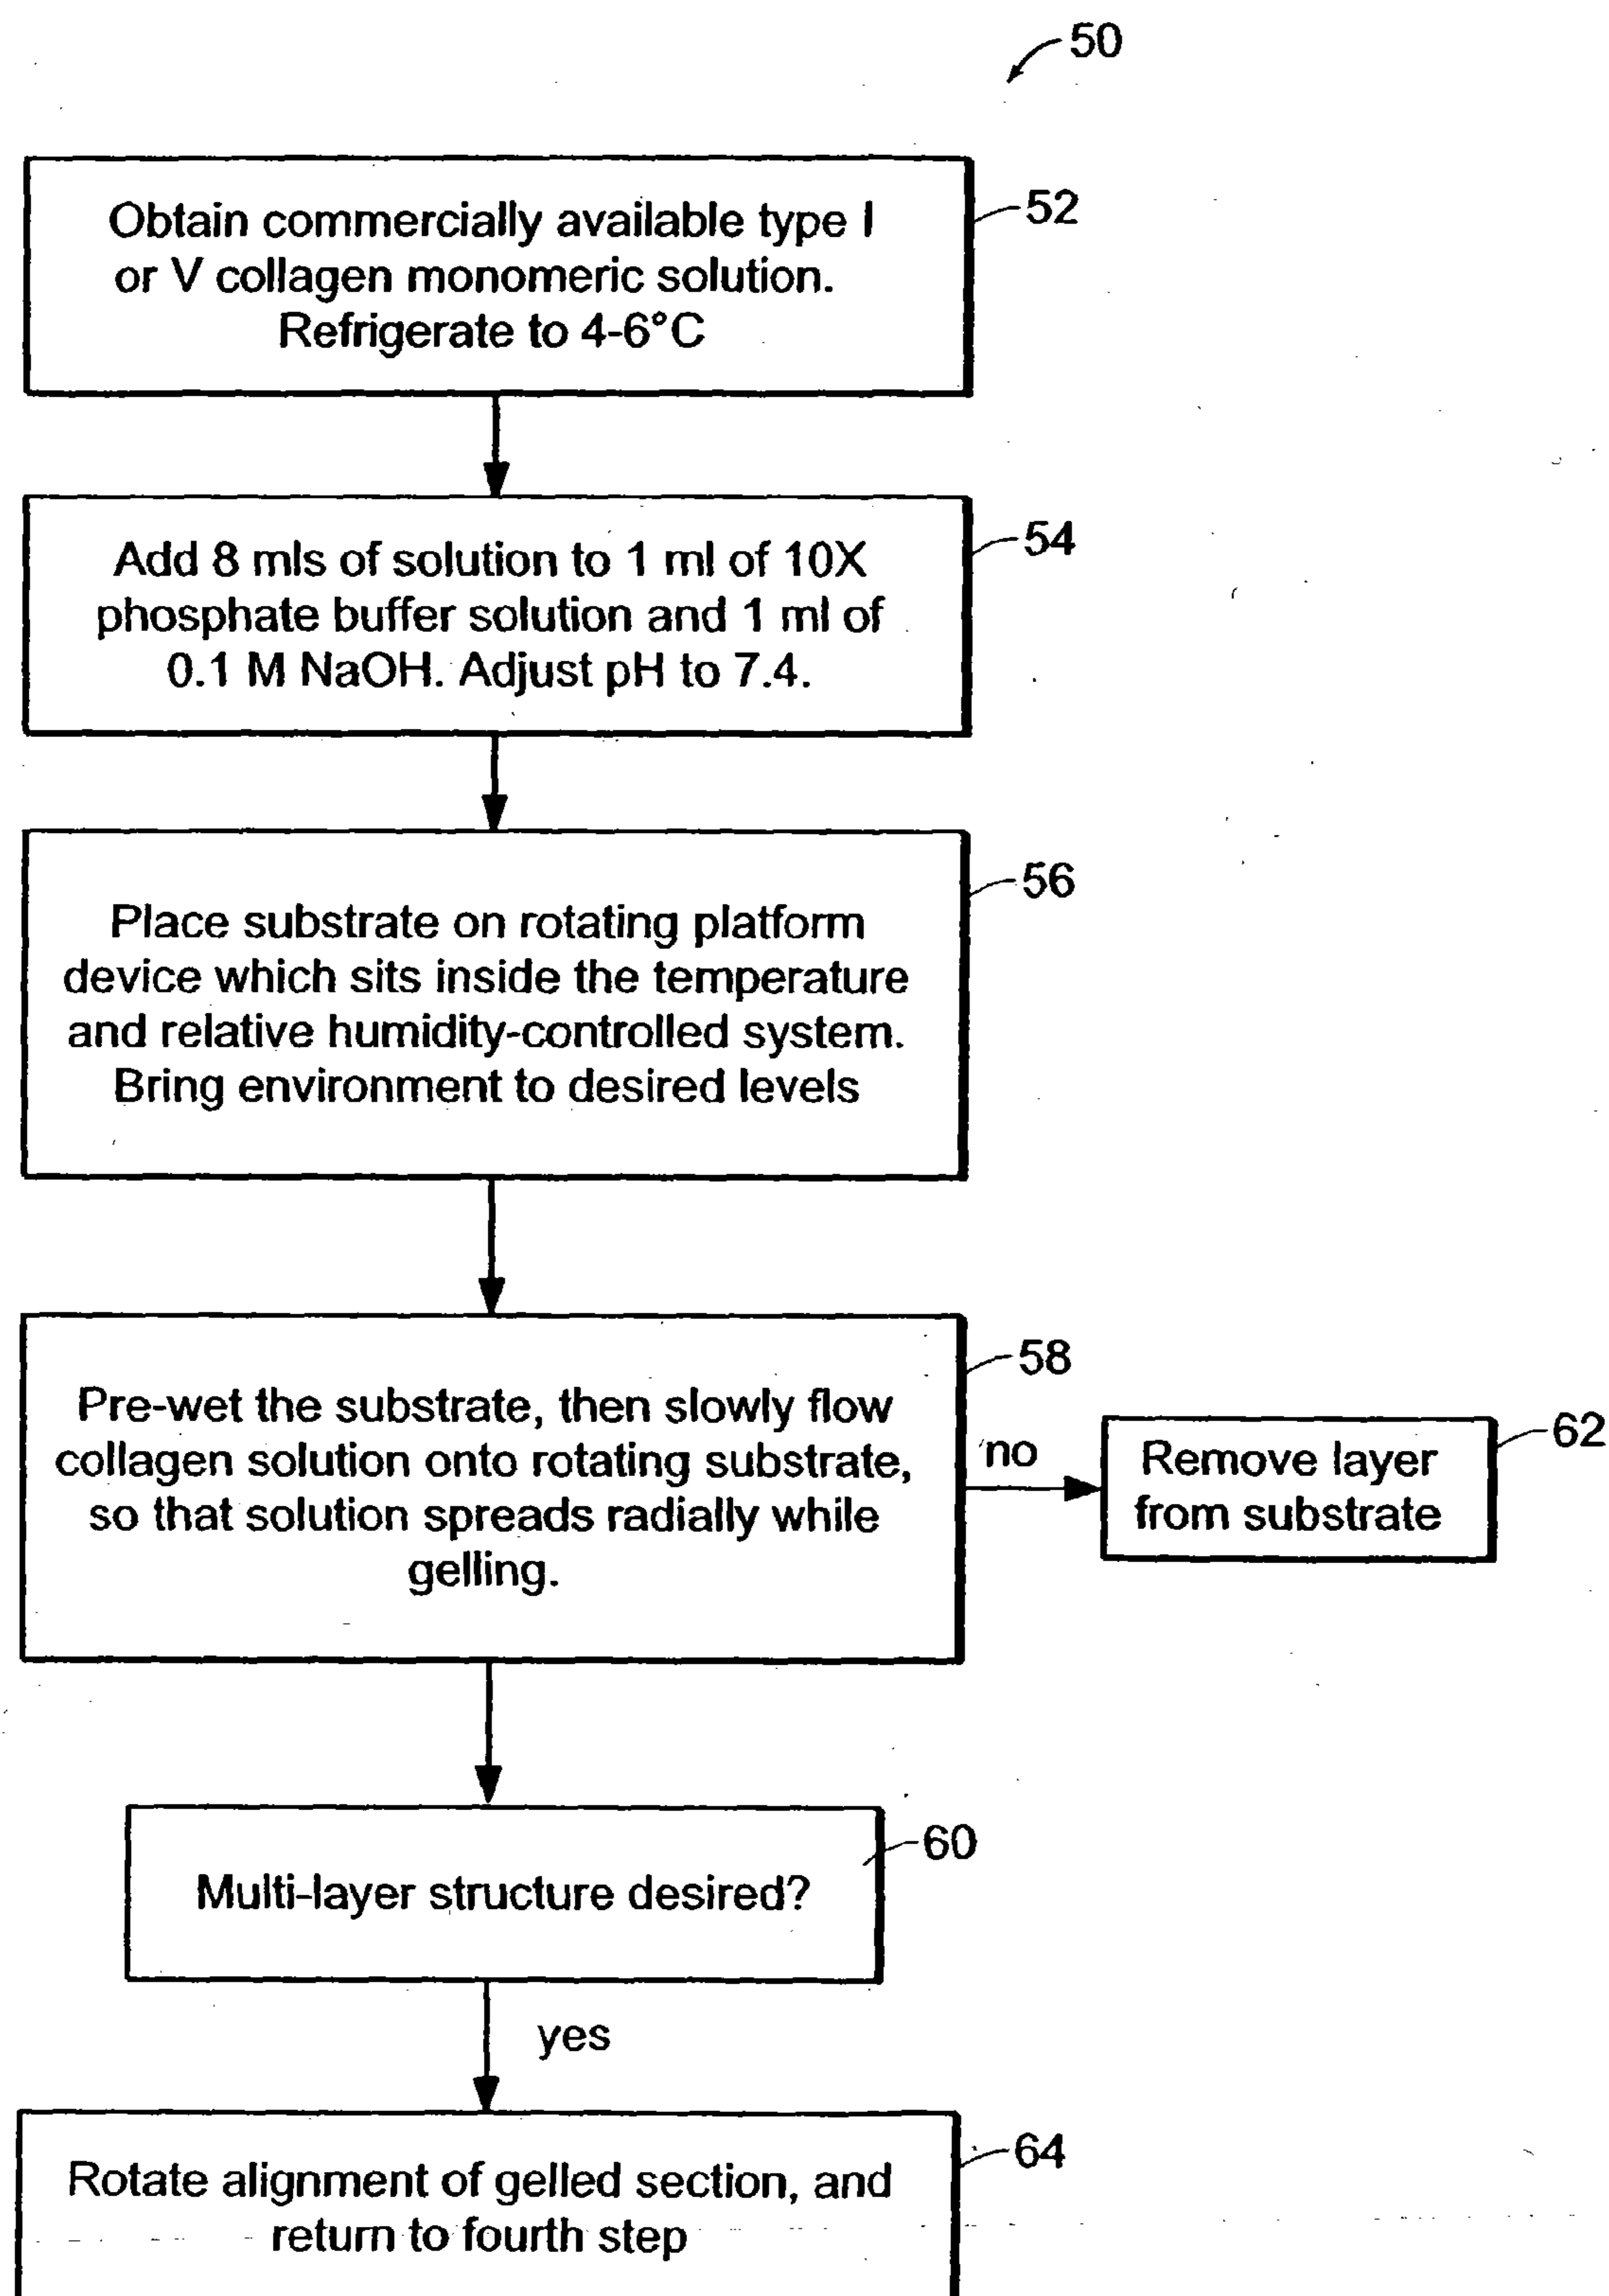 50
Obtain commercially available type I
or V collagen monomeric solution.
Refrigerate to 4-6°C
52
Add 8 mls of solution to 1 ml of 10X
phosphate buffer solution and 1 ml of
0.1 M NaOH. Adjust pH to 7.4.
54
Place substrate on rotating platform
device which sits inside the temperature
and relative humidity-controlled system.
Bring environment to desired levels
56
Pre-wet the substrate, then slowly flow
collagen solution onto rotating substrate,
so that solution spreads radially while
gelling.
58
no
Remove layer
from substrate
62
Multi-layer structure desired?
60
yes
Rotate alignment of gelled section, and
return to fourth step
64